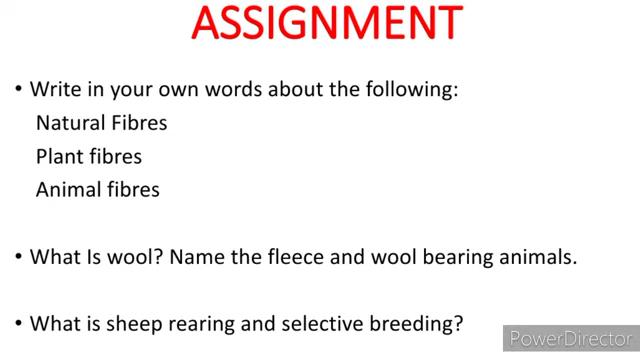 ASSIGNMENT
• Write in your own words about the following:
Natural Fibres
Plant fibres
Animal fibres
• What Is wool? Name the fleece and wool bearing animals.
• What is sheep rearing and selective breeding?
PowerDirector